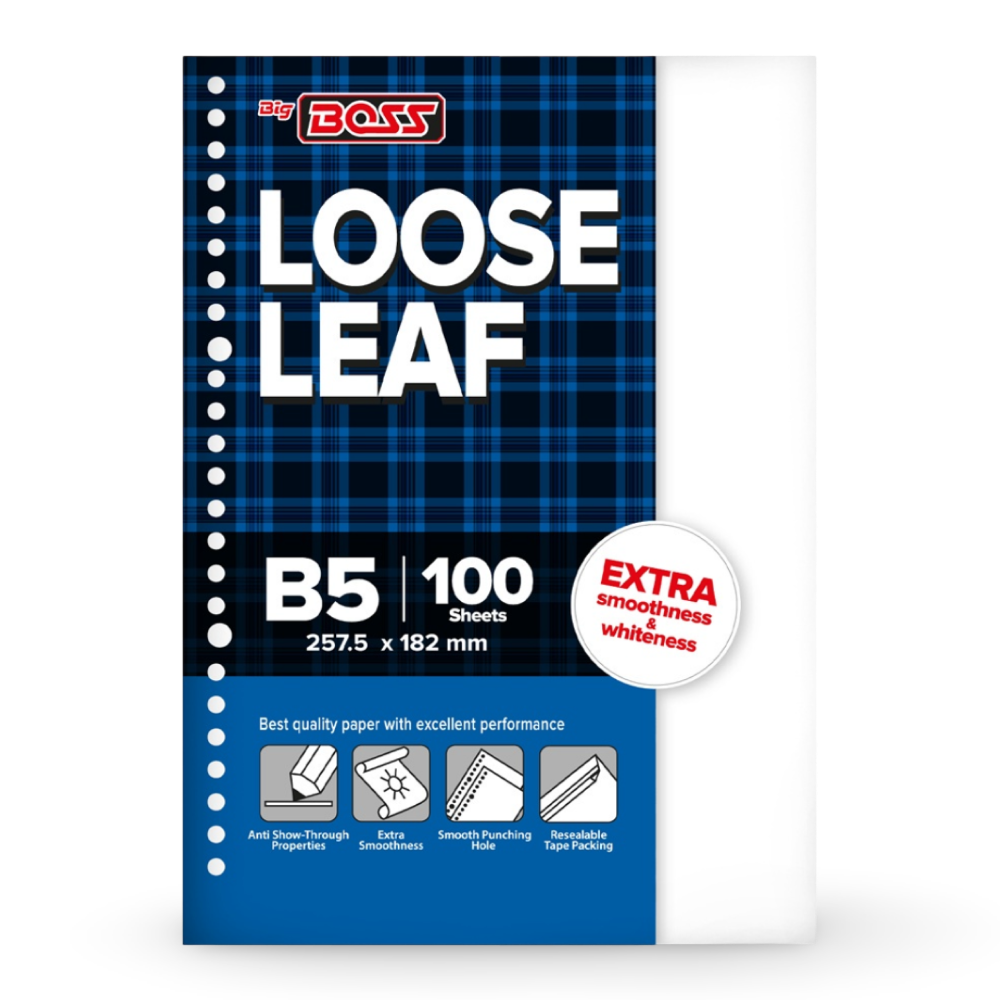 Big BOSS
LOOSE
LEAF
B5 | 100
Sheets
257.5 x 182 mm
EXTRA
smoothness
&
whiteness
Best quality paper with excellent performance
Anti Show-Through
Properties
Extra
Smoothness
Smooth Punching
Hole
Resealable
Tape Packing